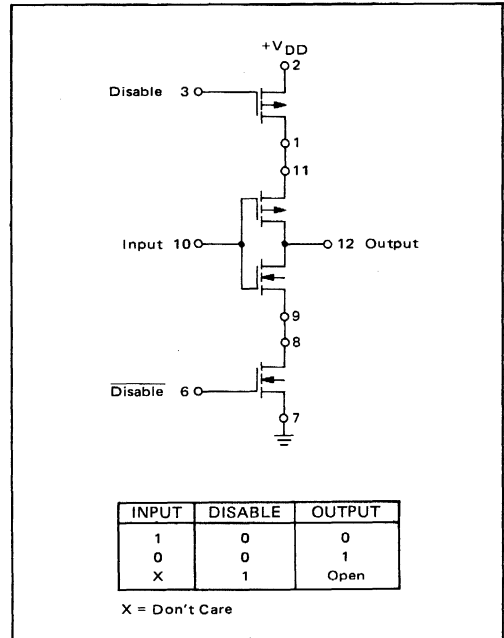 +VDD
2
Disable 3
1
11
Input 10
12 Output
9
8
Disable 6
7
INPUT DISABLE OUTPUT
1 0 0
0 0 1
X 1 Open
X = Don't Care